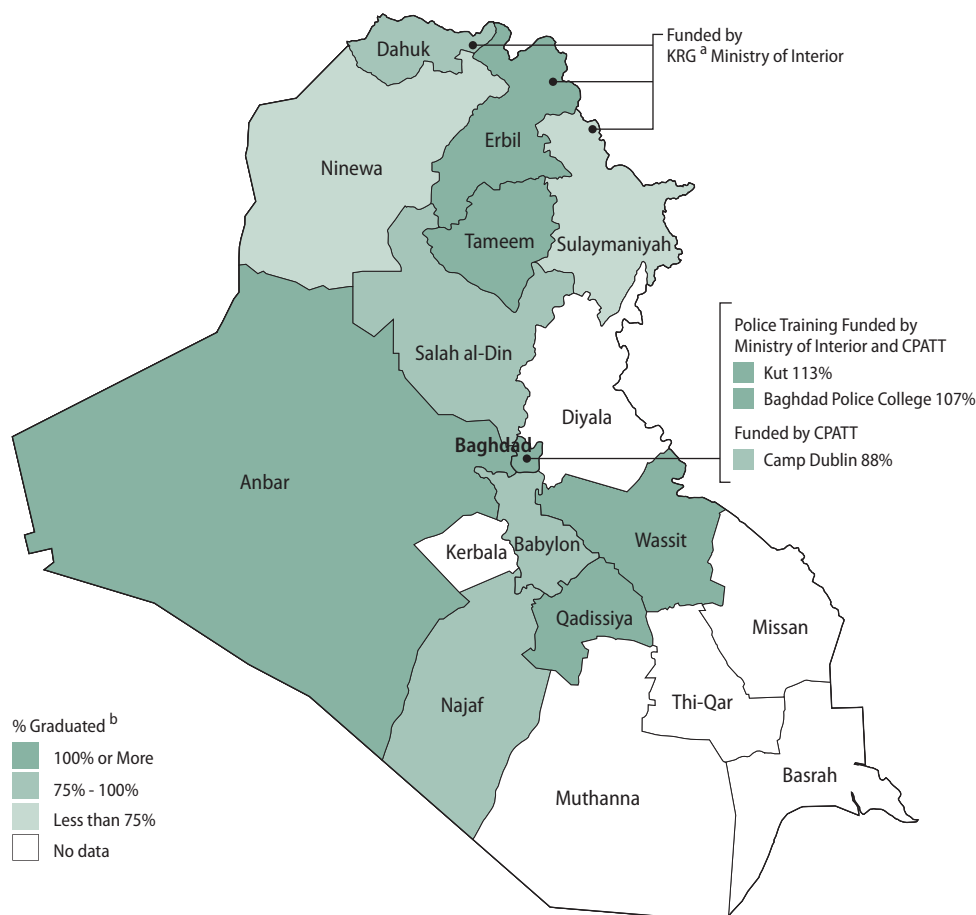 Funded by
KRG a Ministry of Interior
Dahuk
Erbil
Ninewa
Tameem
Sulaymaniyah
Police Training Funded by
Ministry of Interior and CPATT
Kut 113%
Baghdad Police College 107%
Funded by CPATT
Camp Dublin 88%
Salah al-Din
Diyala
Baghdad
Anbar
Wassit
Kerbala
Babylon
Qadissiya
Missan
Najaf
Thi-Qar
Basrah
Muthanna
% Graduated b
100% or More
75% - 100%
Less than 75%
No data